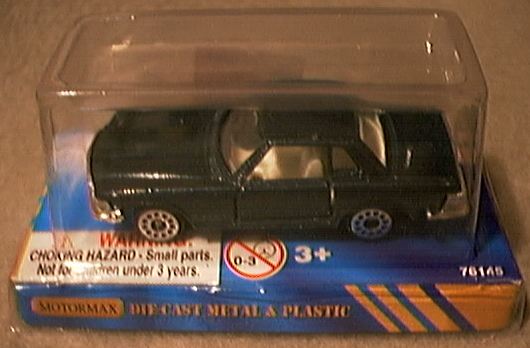 WARNING:
CHOKING HAZARD - Small parts.
Not for children under 3 years.
0-3
3+
76145
MOTORMAX
DIE-CAST METAL & PLASTIC